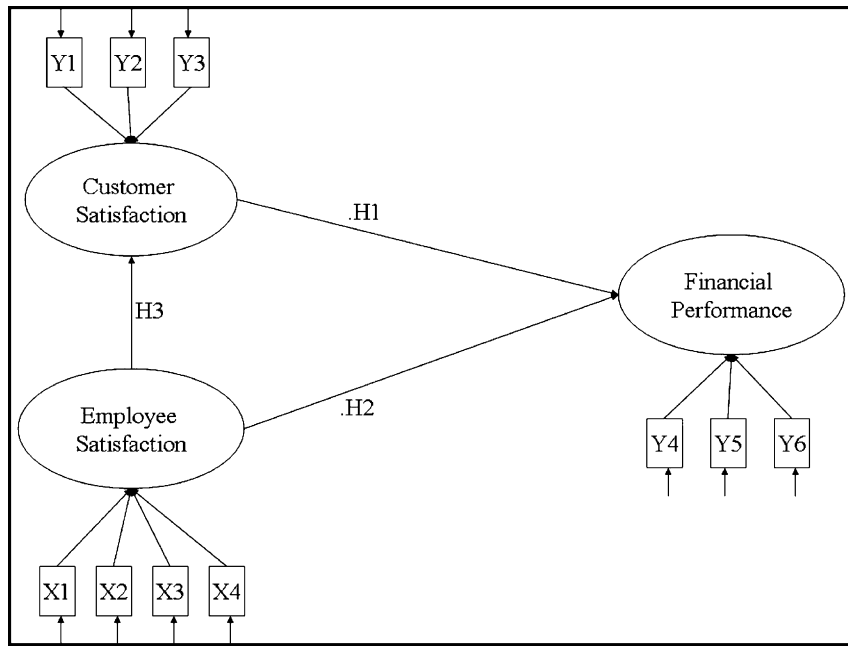 Y1 Y2 Y3
Customer
Satisfaction
.H1
Financial
Performance
H3
.H2
Employee
Satisfaction
Y4 Y5 Y6
X1 X2 X3 X4